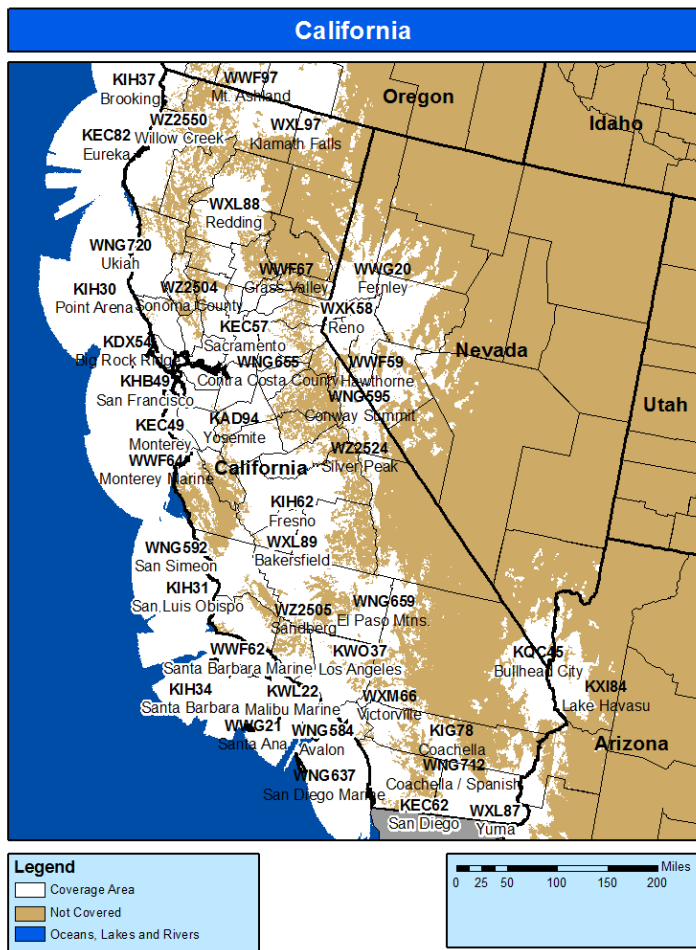 California
KIH37
Brookings
WWF97
Mt. Ashland
Oregon
Idaho
KEC82
Eureka
WZ2550
Willow Creek
WXL97
Klamath Falls
WXL88
Redding
WNG720
Ukiah
KIH30
Point Arena
WZ2504
Sonoma County
WWF67
Grass Valley
WWG20
Fernley
WXK58
Reno
KEC57
Sacramento
KDX54
Big Rock Ridge
WNG655
Contra Costa County
WWF59
Hawthorne
Nevada
KHB49
San Francisco
WNG595
Conway Summit
Utah
KEC49
Monterey
KAD94
Yosemite
WWF64
Monterey Marine
California
WZ2524
Silver Peak
KIH62
Fresno
WNG592
San Simeon
WXL89
Bakersfield
KIH31
San Luis Obispo
WZ2505
Sandberg
WNG659
El Paso Mtns.
WWF62
Santa Barbara Marine
KWO37
Los Angeles
KQC45
Bullhead City
KIH34
Santa Barbara
KWL22
Malibu Marine
WXM66
Victorville
KXI84
Lake Havasu
WWG21
Santa Ana
WNG584
Avalon
KIG78
Coachella
Arizona
WNG637
San Diego Marine
WNG712
Coachella / Spanish
KEC62
San Diego
WXL87
Yuma
Legend
Coverage Area
Not Covered
Oceans, Lakes and Rivers
Miles
0 25 50 100 150 200